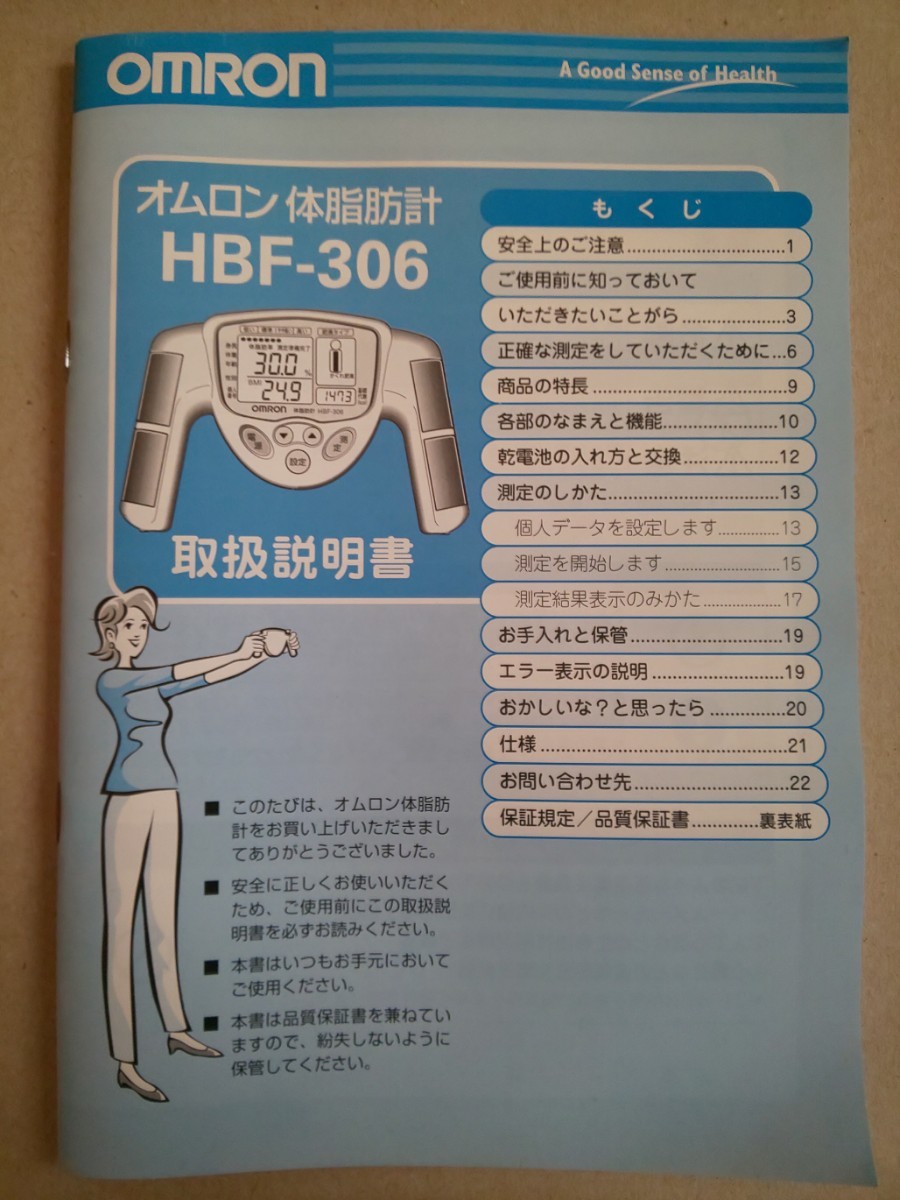 OMRON
A Good Sense of Health
オムロン 体脂肪計
HBF-306
体脂肪率
30.0
%
BMI
24.9
1473
OMRON 体脂肪計 HBF-306
電源
測定
設定
取扱説明書
もくじ
安全上のご注意..............................1
ご使用前に知っておいて
いただきたいことがら....................3
正確な測定をしていただくために...6
商品の特長.....................................9
各部のなまえと機能......................10
乾電池の入れ方と交換..................12
測定のしかた................................13
個人データを設定します...............13
測定を開始します........................15
測定結果表示のみかた..................17
お手入れと保管............................19
エラー表示の説明.........................19
おかしいな?と思ったら...............20
仕様.............................................21
お問い合わせ先............................22
保証規定/品質保証書.............裏表紙
■ このたびは、オムロン体脂肪
計をお買い上げいただきまし
てありがとうございました。
■ 安全に正しくお使いいただく
ため、ご使用前にこの取扱説
明書を必ずお読みください。
■ 本書はいつもお手元において
ご使用ください。
■ 本書は品質保証書を兼ねてい
ますので、紛失しないように
保管してください。